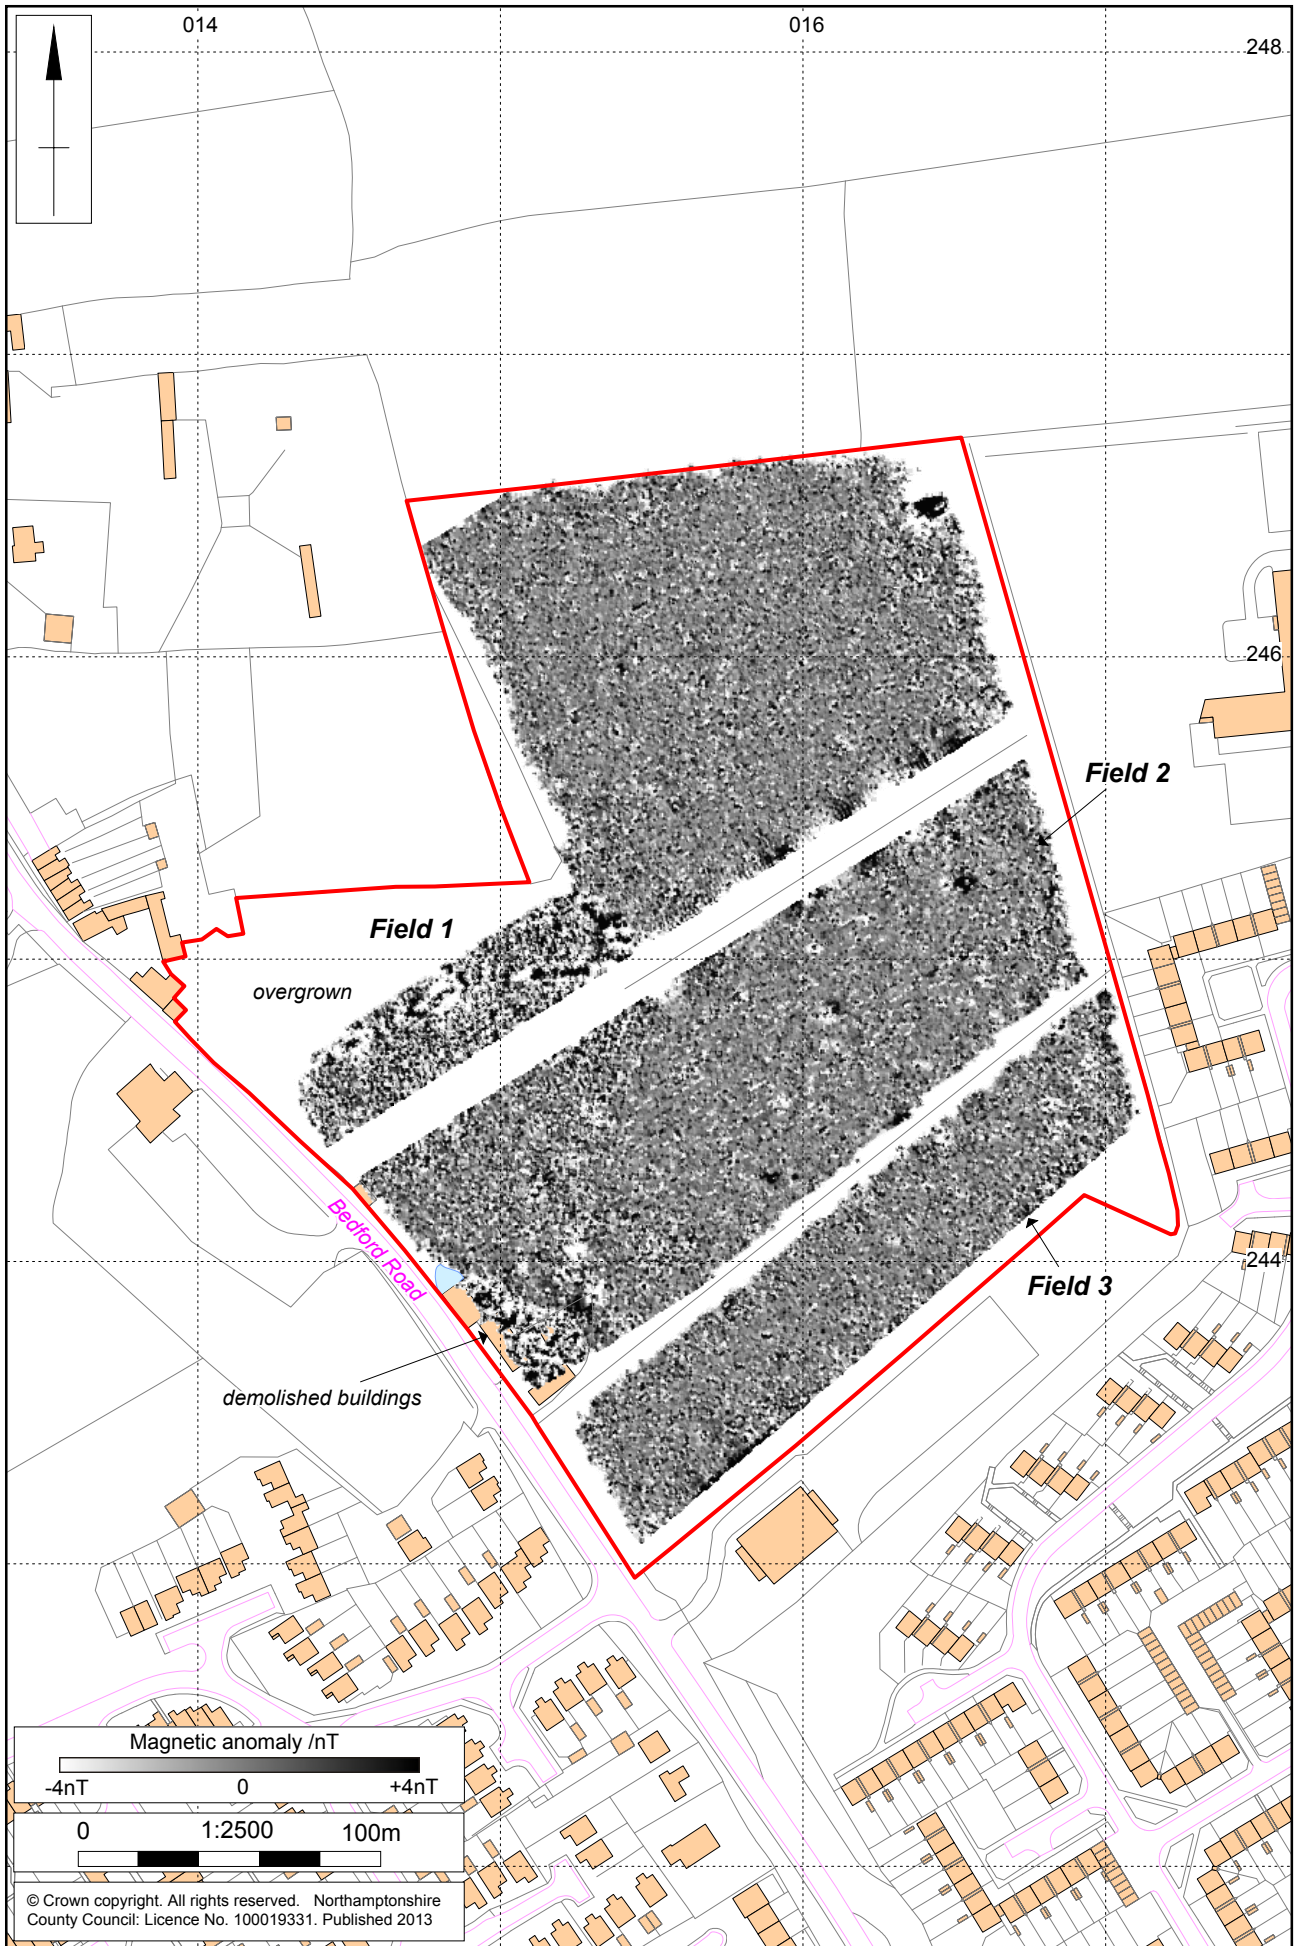 014
016
248
246
Field 2
Field 1
overgrown
Bedford Road
244
Field 3
demolished buildings
Magnetic anomaly /nT
-4nT 0 +4nT
0 1:2500 100m
© Crown copyright. All rights reserved. Northamptonshire
County Council: Licence No. 100019331. Published 2013